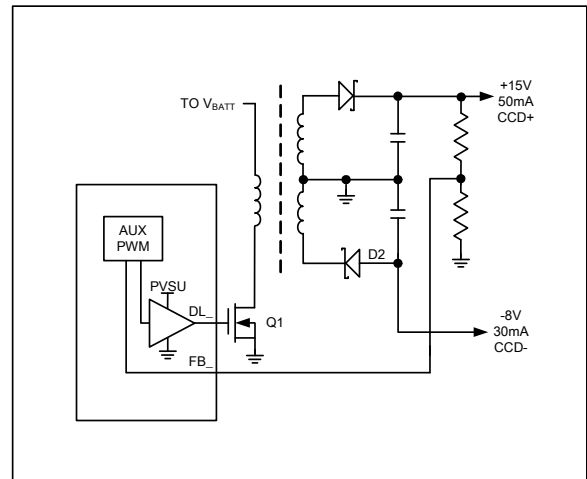 +15V
50mA
CCD+
TO VBATT
AUX
PWM
PVSU
DL_
Q1
D2
FB_
-8V
30mA
CCD-